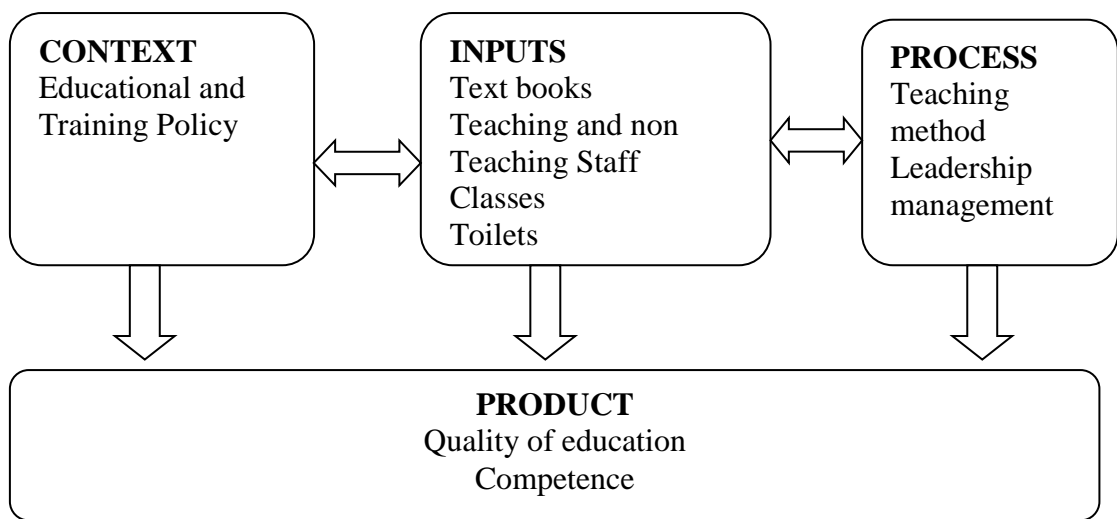 CONTEXT
Educational and
Training Policy
INPUTS
Text books
Teaching and non
Teaching Staff
Classes
Toilets
PROCESS
Teaching
method
Leadership
management
PRODUCT
Quality of education
Competence